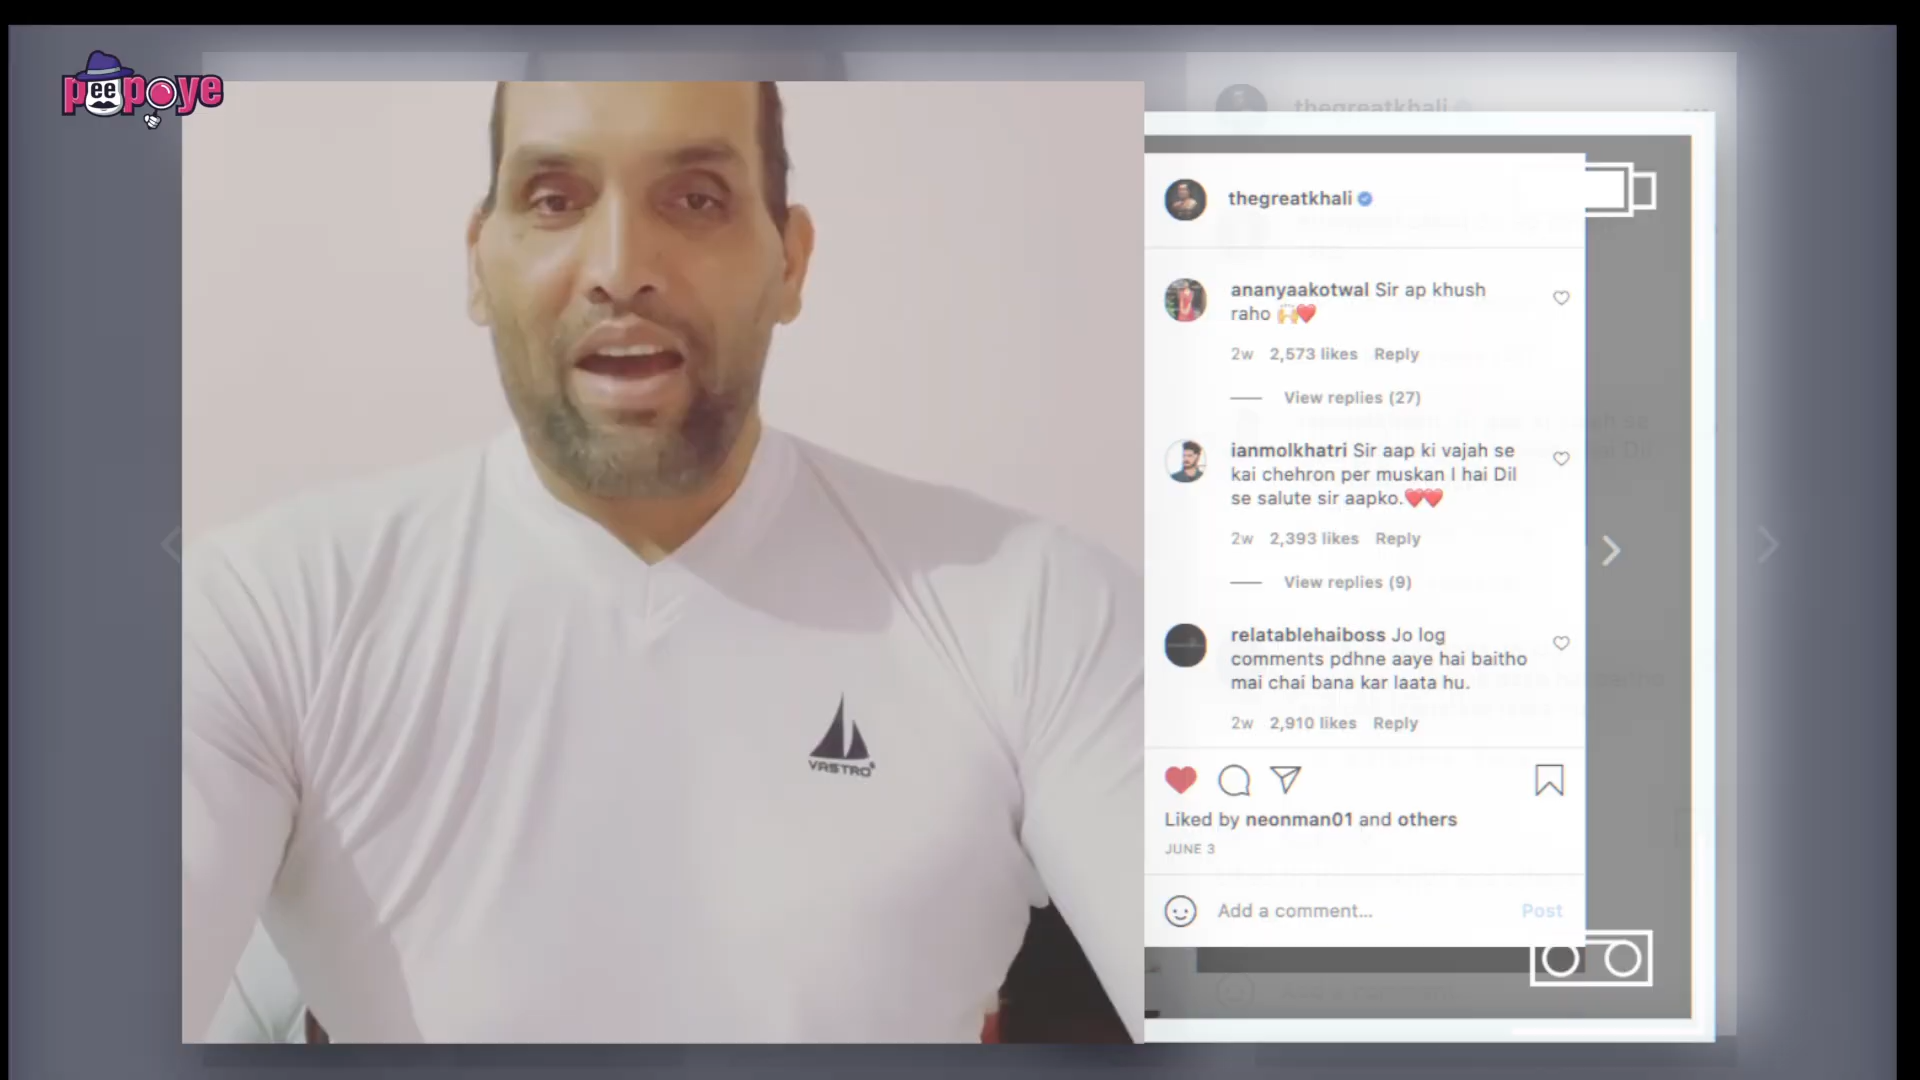 peepoye
thegreatkhali
thegreatkhali
ananyaakotwal Sir ap khush
raho 🙌❤️
2w 2,573 likes Reply
View replies (27)
ianmolkhatri Sir aap ki vajah se
kai chehron per muskan I hai Dil
se salute sir aapko.❤️❤️
2w 2,393 likes Reply
View replies (9)
relatablehaiboss Jo log
comments pdhne aaye hai baitho
mai chai bana kar laata hu.
2w 2,910 likes Reply
VASTRO
Liked by neonman01 and others
JUNE 3
Add a comment... Post